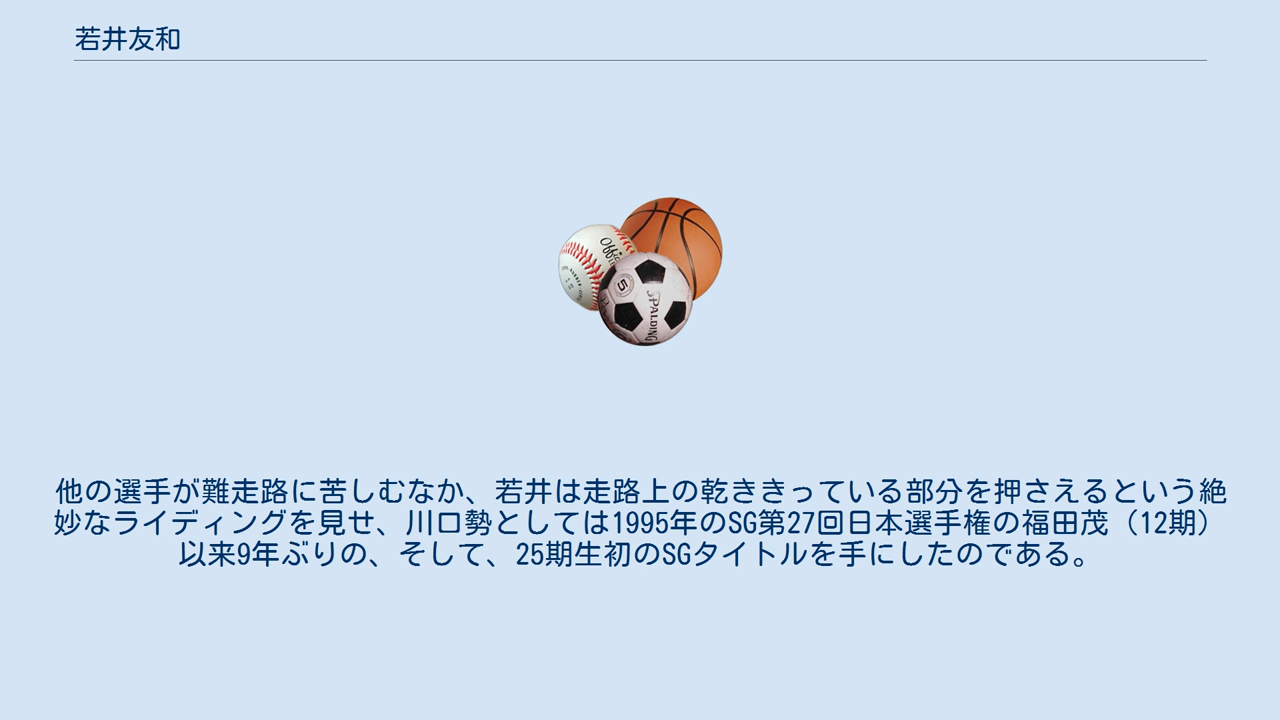 若井友和
Offic
5
SPALDING
他の選手が難走路に苦しむなか、若井は走路上の乾ききっている部分を押さえるという絶
妙なライディングを見せ、川口勢としては1995年のSG第27回日本選手権の福田茂（12期）
以来9年ぶりの、そして、25期生初のSGタイトルを手にしたのである。